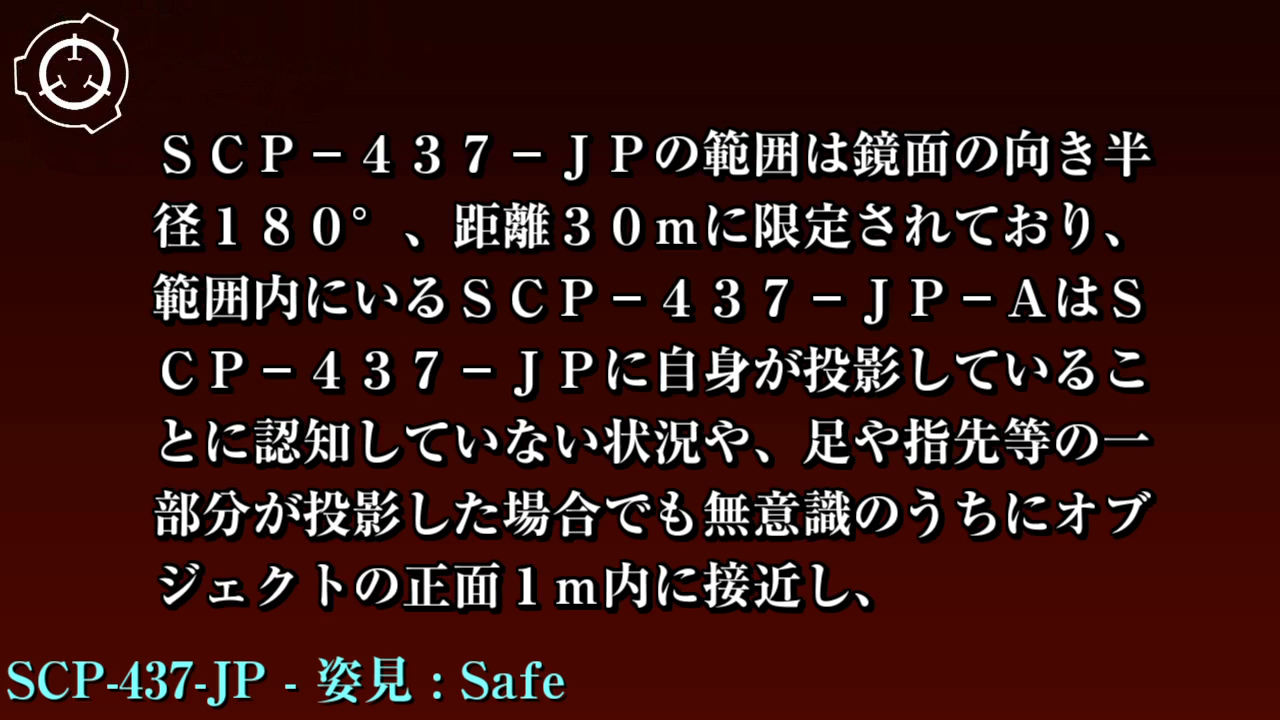 SCP-437-JPの範囲は鏡面の向き半
径180°、距離30mに限定されており、
範囲内にいるSCP-437-JP-AはS
CP-437-JPに自身が投影しているこ
とに認知していない状況や、足や指先等の一
部分が投影した場合でも無意識のうちにオブ
ジェクトの正面1m内に接近し、
SCP-437-JP - 姿見：Safe